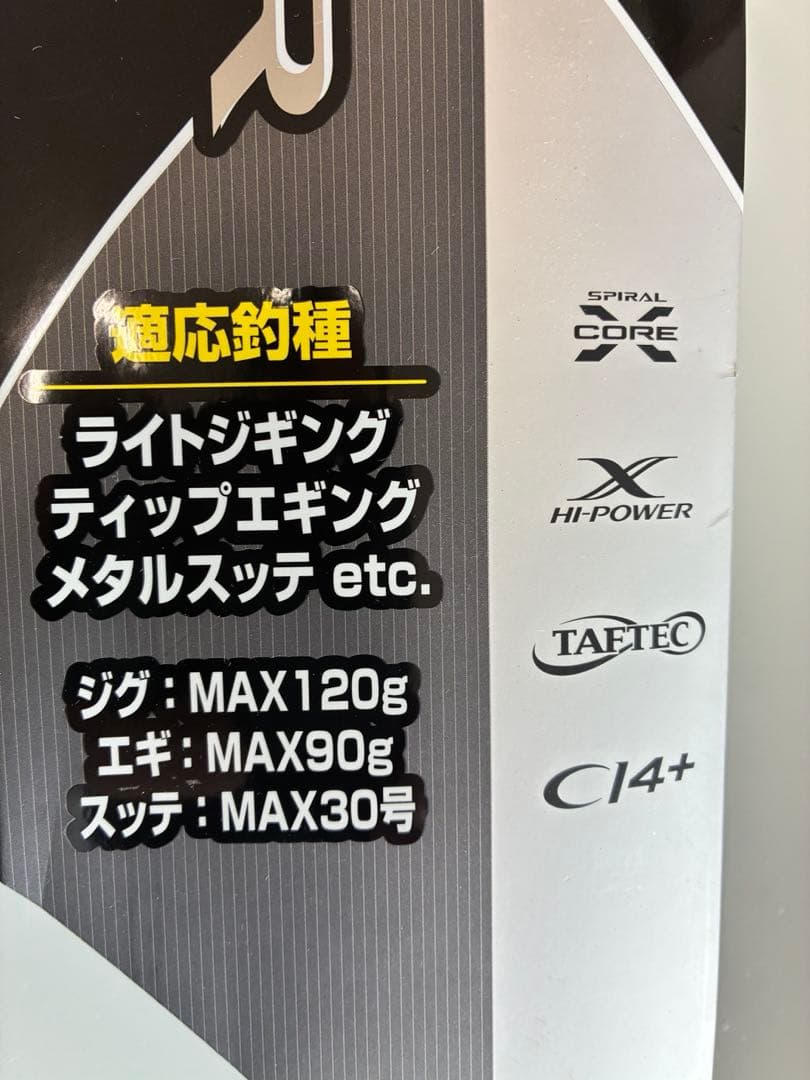 R
適応釣種
ライトジギング
ティップエギング
メタルスッテ etc.
ジグ：MAX120g
エギ：MAX90g
スッテ：MAX30号
SPIRAL
X CORE
X
HI-POWER
TAFTEC
CI4+